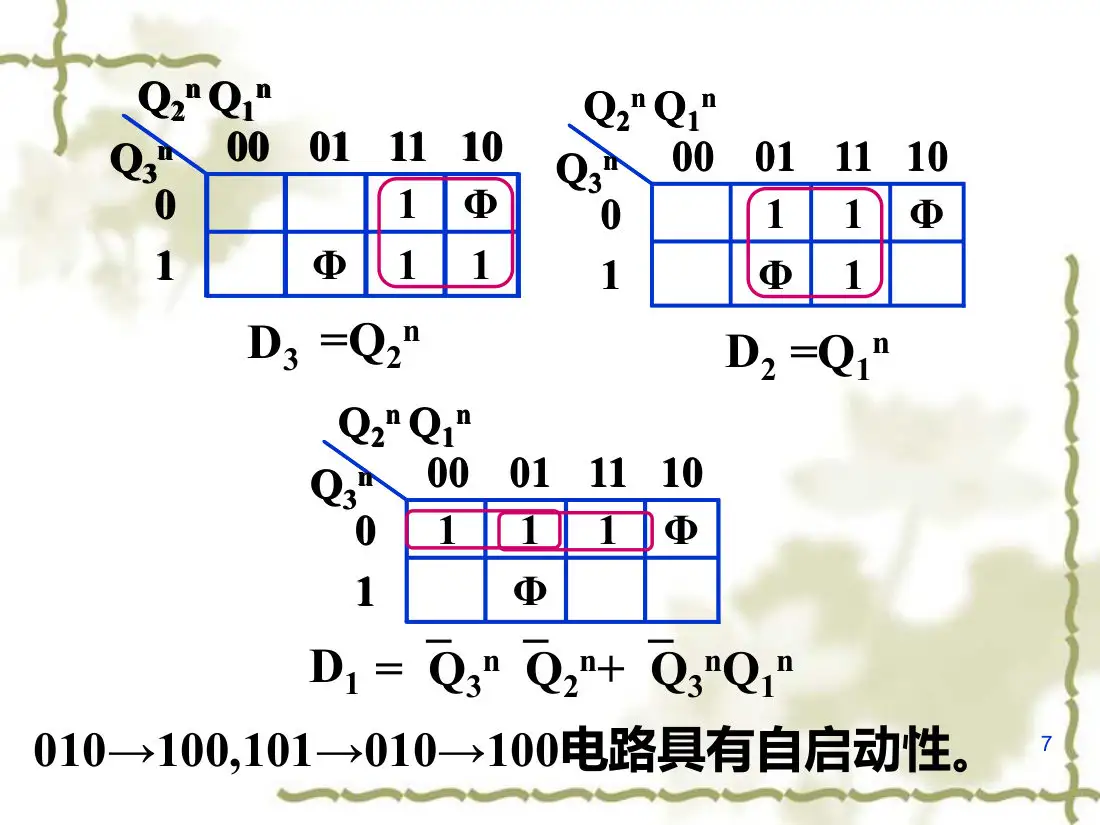 Q₂ⁿ Q₁ⁿ
Q₃ⁿ 00 01 11 10
0 1 Φ
1 Φ 1 1
D₃ =Q₂ⁿ
Q₂ⁿ Q₁ⁿ
Q₃ⁿ 00 01 11 10
0 1 1 Φ
1 Φ 1
D₂ =Q₁ⁿ
Q₂ⁿ Q₁ⁿ
Q₃ⁿ 00 01 11 10
0 1 1 1 Φ
1 Φ
D₁ = Q̅₃ⁿ Q̅₂ⁿ+ Q̅₃ⁿQ₁ⁿ
010→100,101→010→100电路具有自启动性。
7